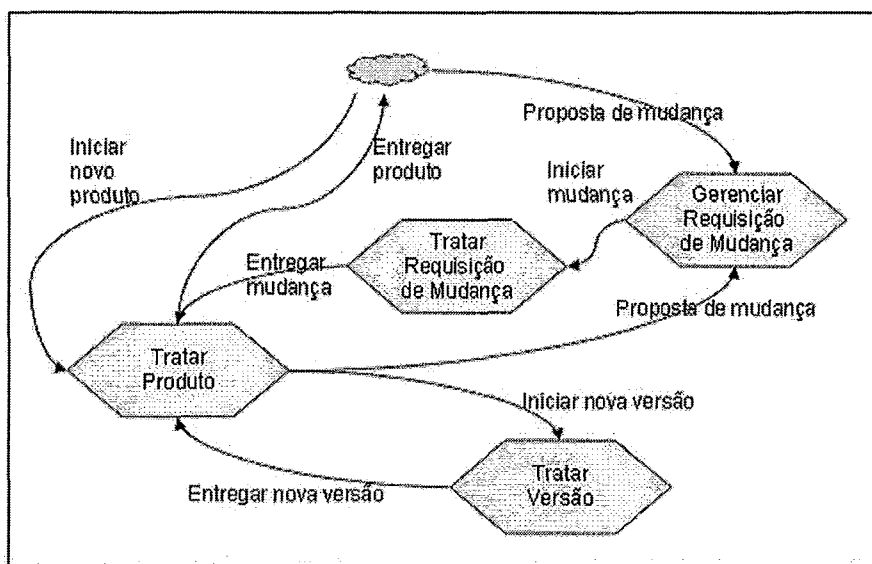 Proposta de mudança
Iniciar
novo
produto
Entregar
produto
Iniciar
mudança
Gerenciar
Requisição
de Mudança
Tratar
Requisição
de Mudança
Entregar
mudança
Proposta de mudança
Tratar
Produto
Iniciar nova versão
Tratar
Versão
Entregar nova versão